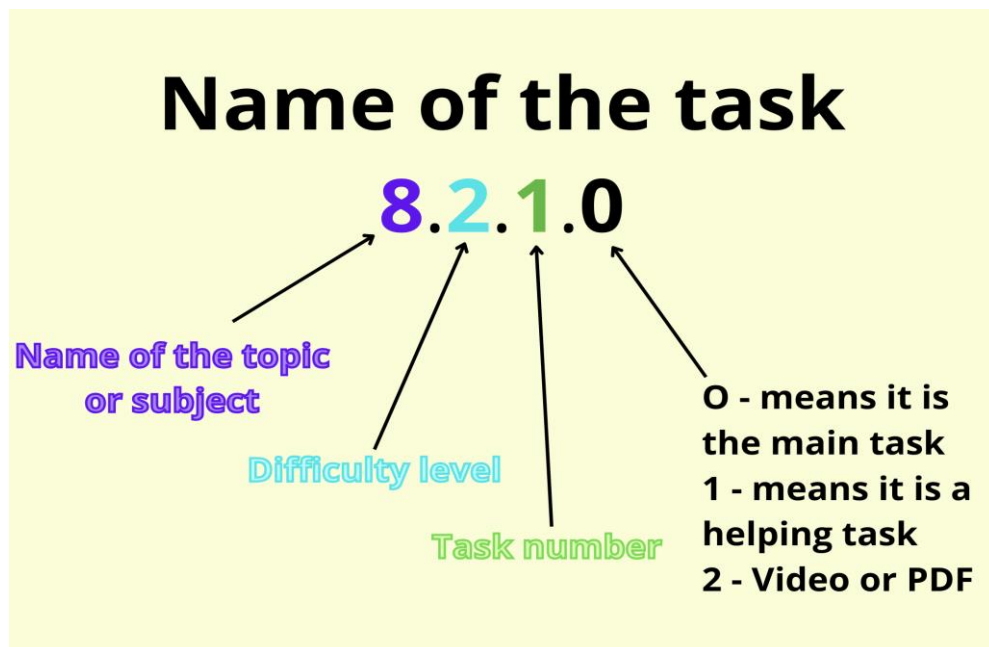 Name of the task
8.2.1.0
Name of the topic
or subject
Difficulty level
Task number
O - means it is
the main task
1 - means it is a
helping task
2 - Video or PDF